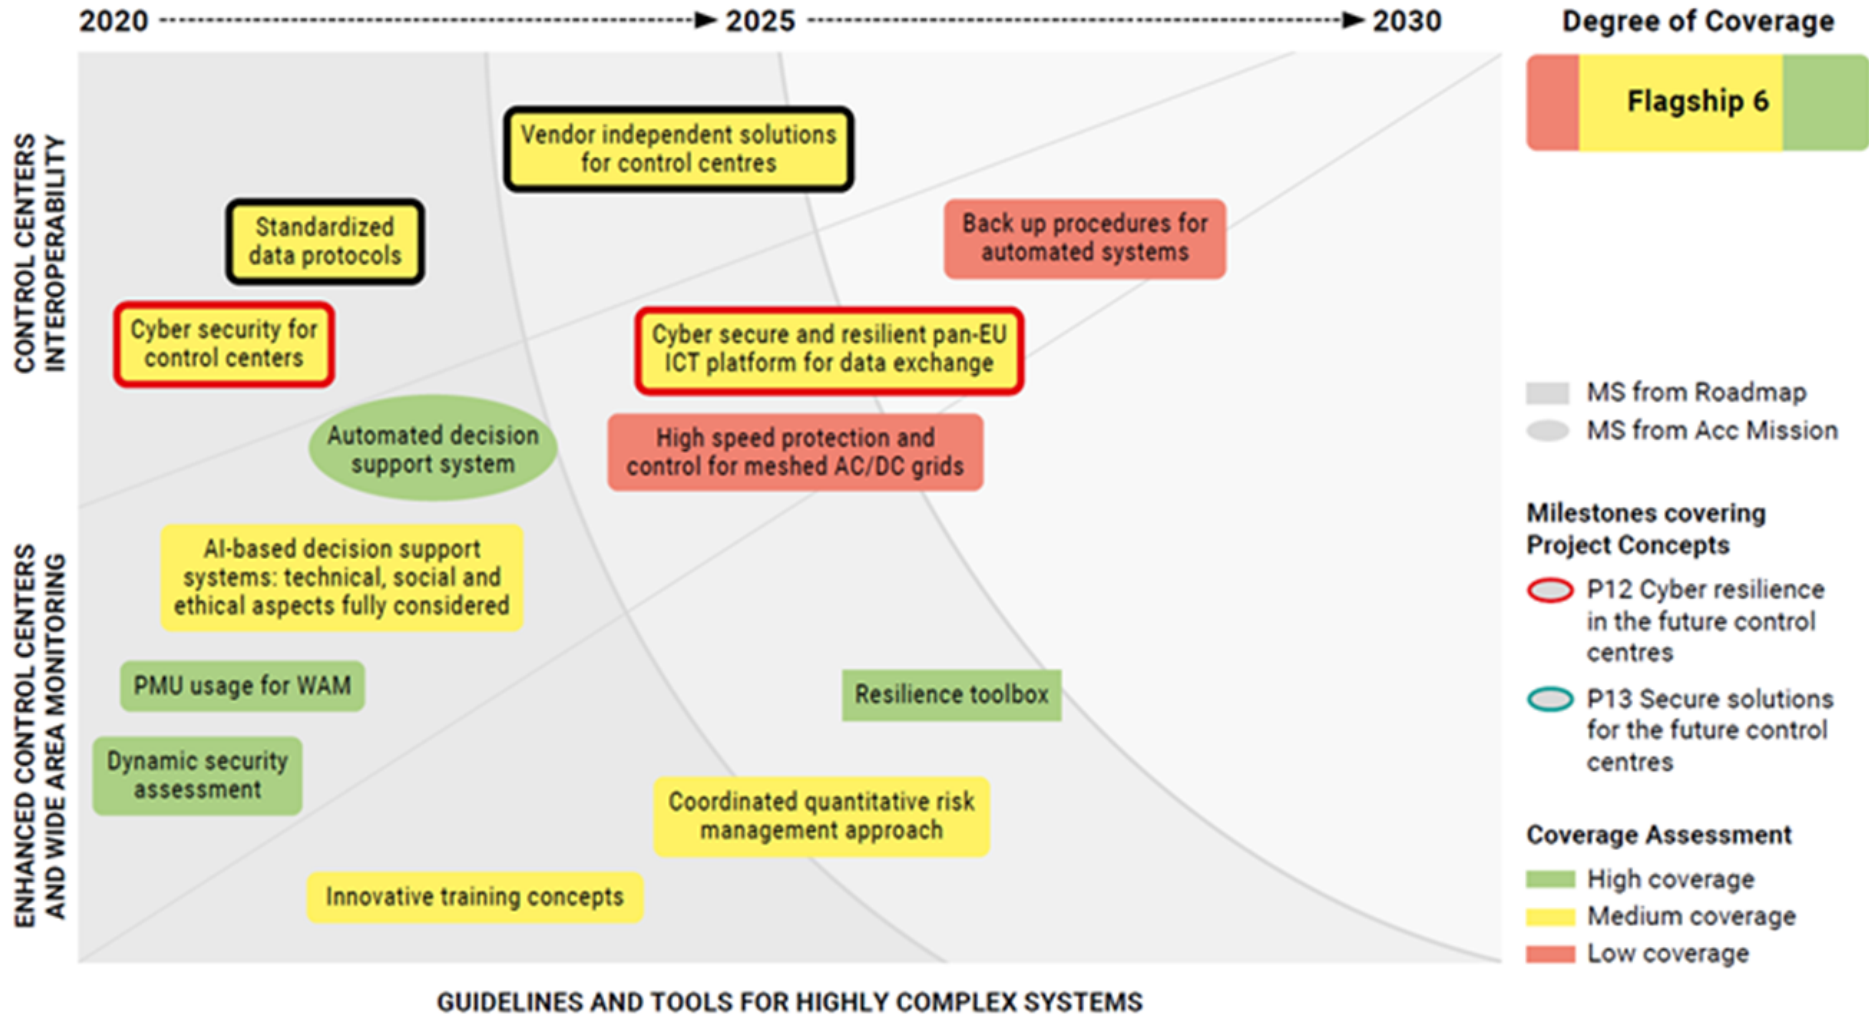 2020
2025
2030
Degree of Coverage
Flagship 6
CONTROL CENTERS
INTEROPERABILITY
Vendor independent solutions
for control centres
Standardized
data protocols
Back up procedures for
automated systems
Cyber security for
control centers
Cyber secure and resilient pan-EU
ICT platform for data exchange
Automated decision
support system
High speed protection and
control for meshed AC/DC grids
ENHANCED CONTROL CENTERS
AND WIDE AREA MONITORING
AI-based decision support
systems: technical, social and
ethical aspects fully considered
PMU usage for WAM
Resilience toolbox
Dynamic security
assessment
Coordinated quantitative risk
management approach
Innovative training concepts
GUIDELINES AND TOOLS FOR HIGHLY COMPLEX SYSTEMS
MS from Roadmap
MS from Acc Mission
Milestones covering
Project Concepts
P12 Cyber resilience
in the future control
centres
P13 Secure solutions
for the future control
centres
Coverage Assessment
High coverage
Medium coverage
Low coverage